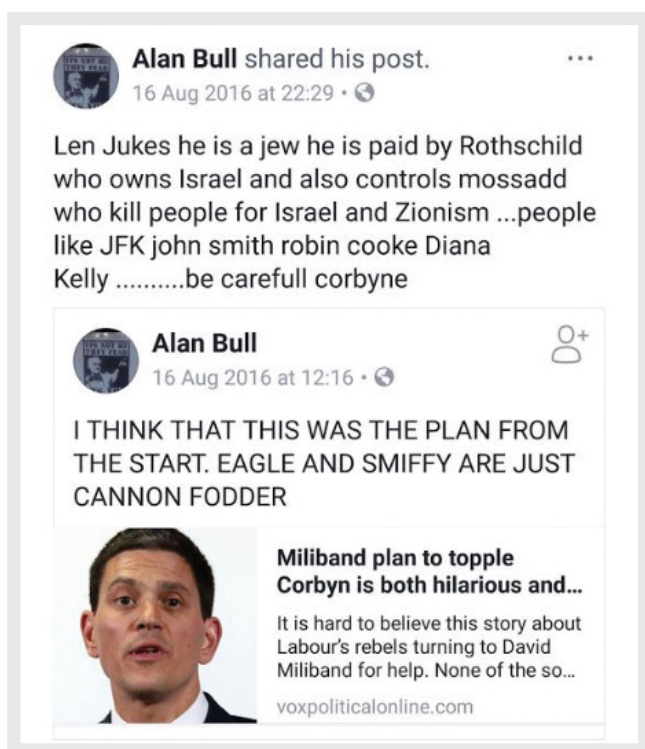 Alan Bull shared his post.
16 Aug 2016 at 22:29
Len Jukes he is a jew he is paid by Rothschild
who owns Israel and also controls mossadd
who kill people for Israel and Zionism ...people
like JFK john smith robin cooke Diana
Kelly ..........be carefull corbyne
Alan Bull
16 Aug 2016 at 12:16
I THINK THAT THIS WAS THE PLAN FROM
THE START. EAGLE AND SMIFFY ARE JUST
CANNON FODDER
Miliband plan to topple
Corbyn is both hilarious and...
It is hard to believe this story about
Labour's rebels turning to David
Miliband for help. None of the so...
voxpoliticalonline.com